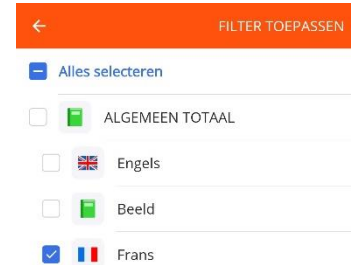 FILTER TOEPASSEN
Alles selecteren
ALGEMEEN TOTAAL
Engels
Beeld
Frans